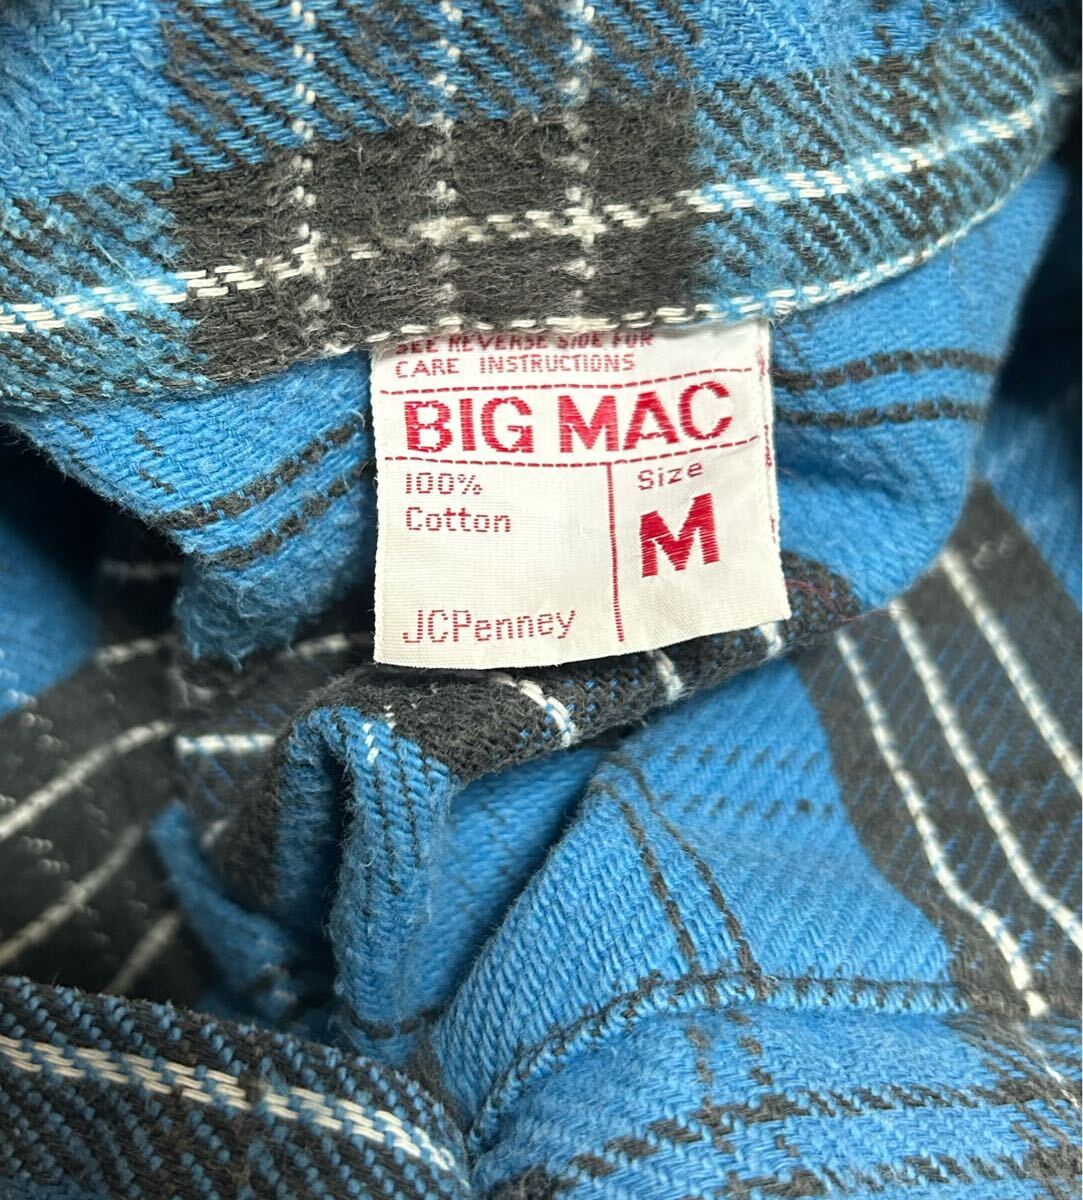 SEE REVERSE SIDE FOR
CARE INSTRUCTIONS
BIG MAC
100%
Cotton
Size
M
JCPenney